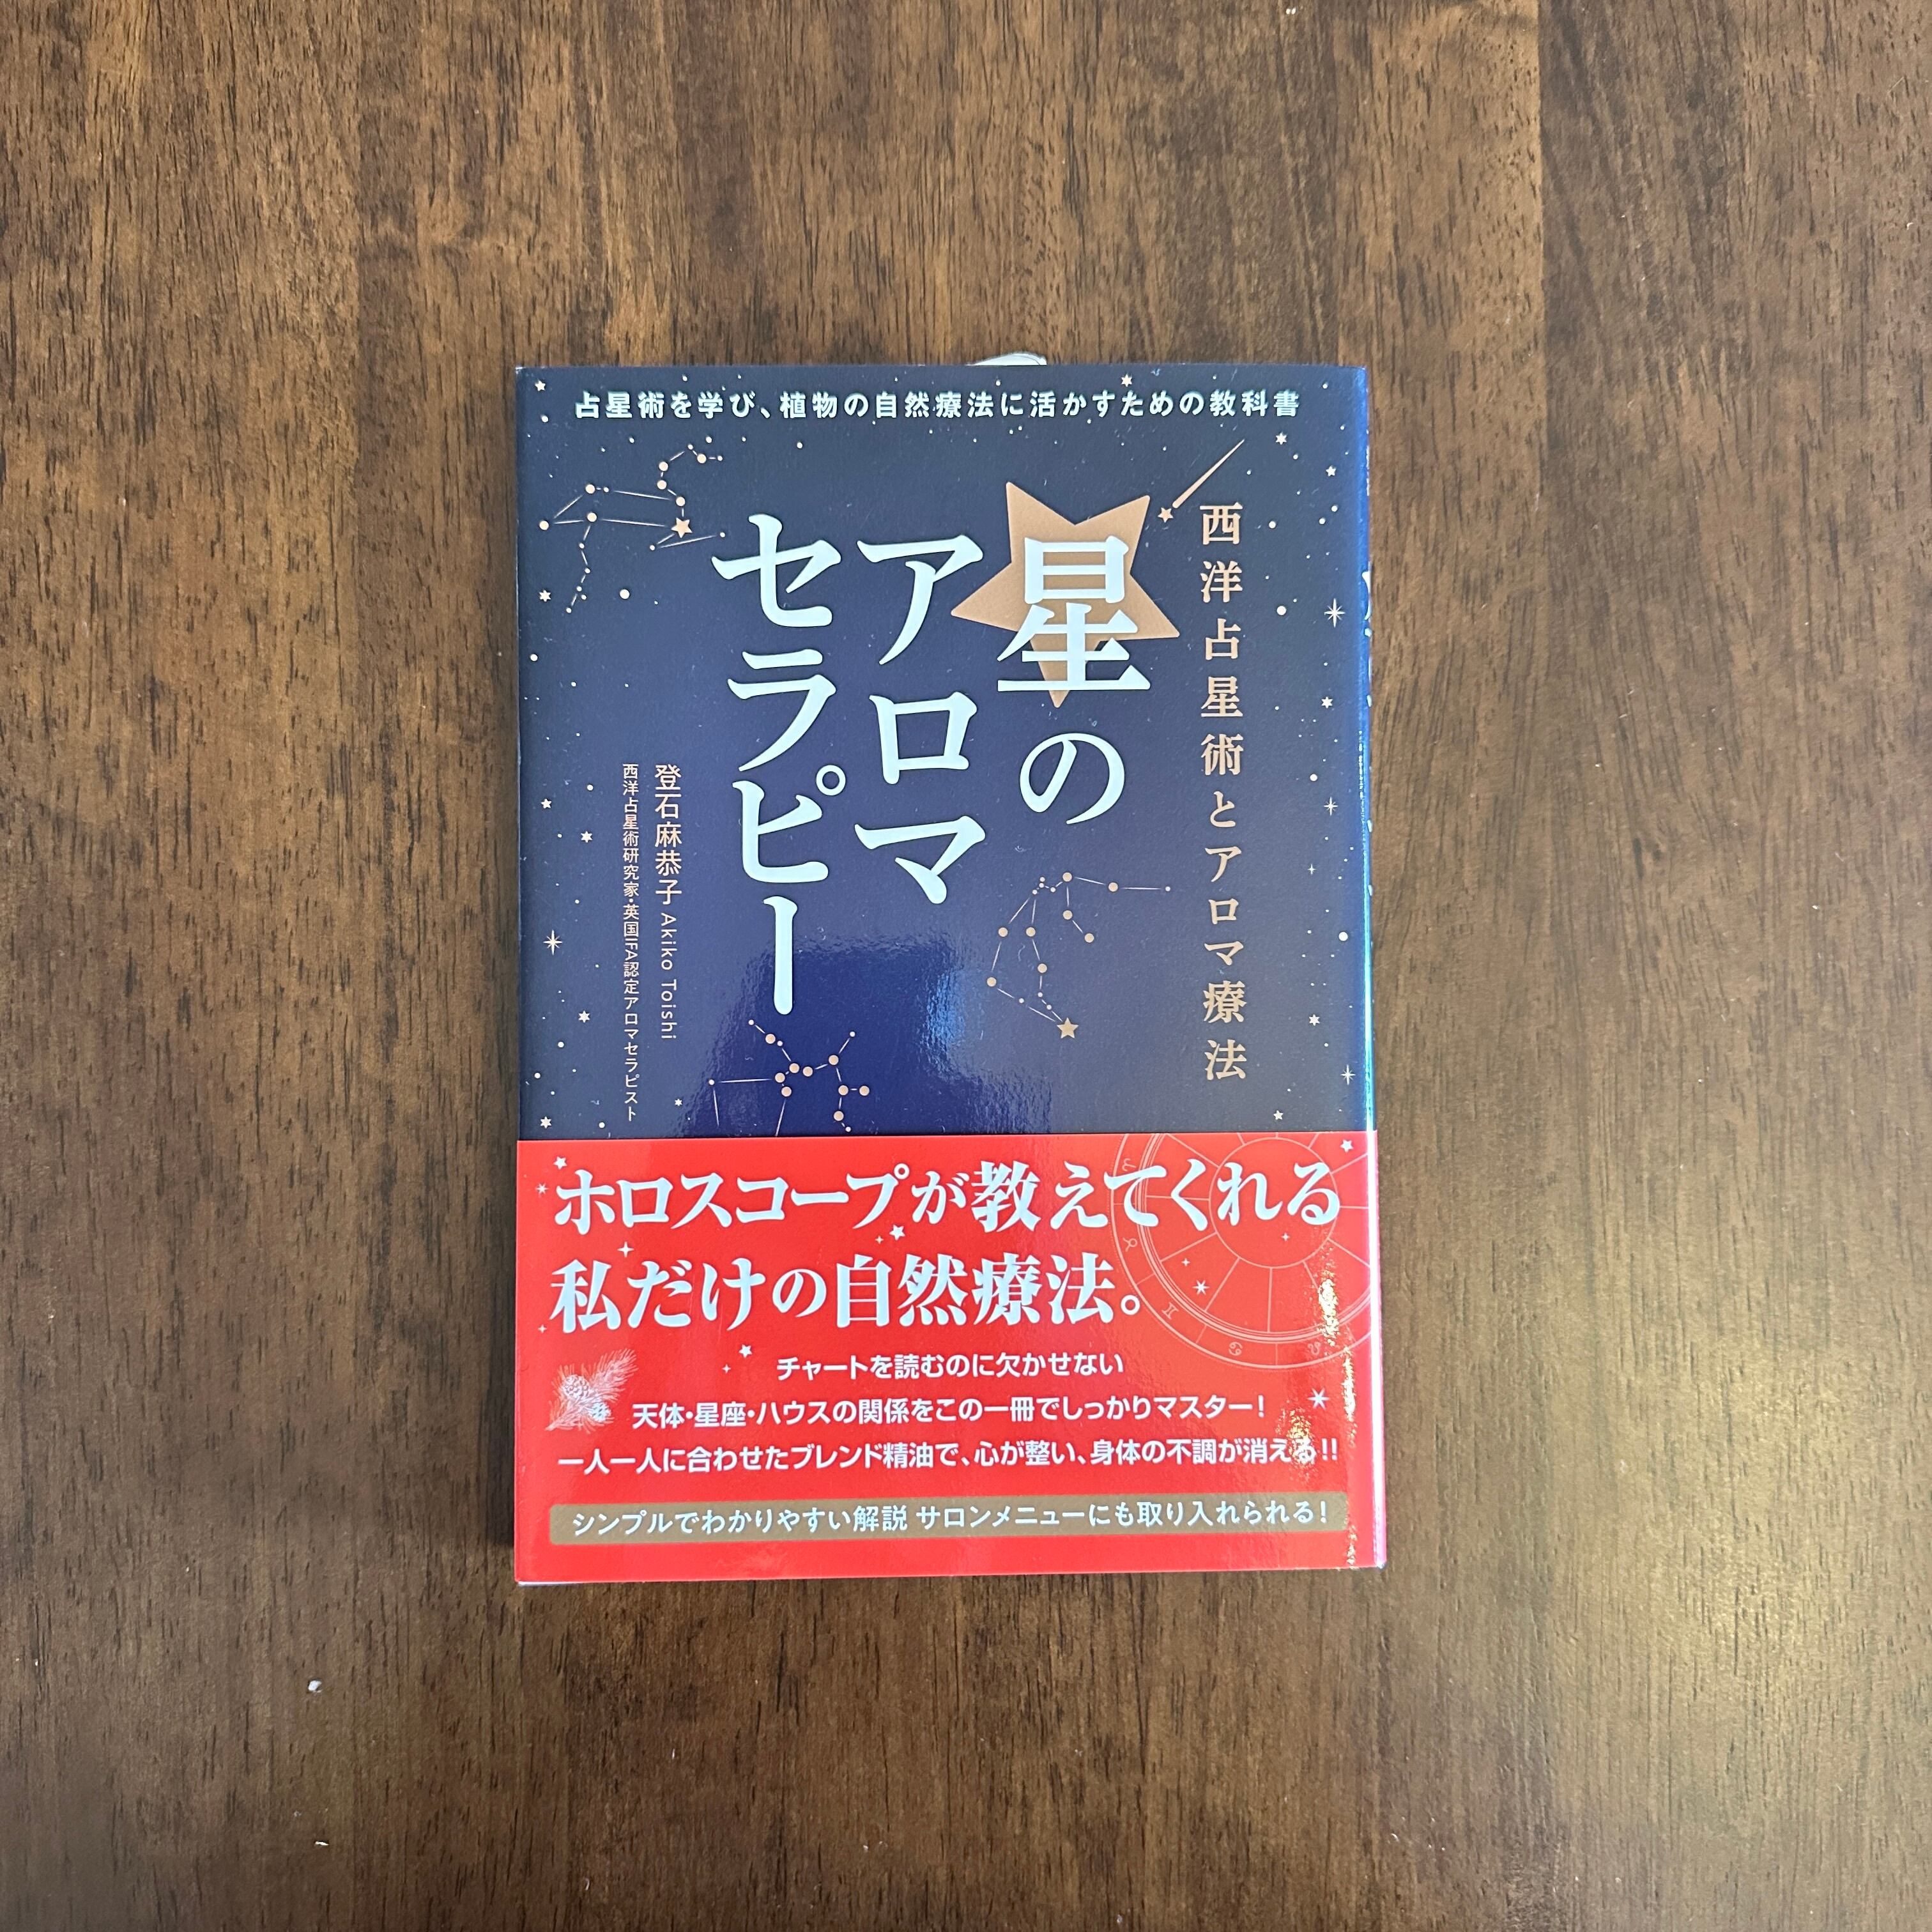 占星術を学び、植物の自然療法に活かすための教科書
西洋占星術とアロマ療法
星の
アロマ
セラピー
登石麻恭子 Akiko Toishi
西洋占星術研究家・英国IFA認定アロマセラピスト
ホロスコープが教えてくれる
私だけの自然療法。
チャートを読むのに欠かせない
天体・星座・ハウスの関係をこの一冊でしっかりマスター!
一人一人に合わせたブレンド精油で、心が整い、身体の不調が消える!!
シンプルでわかりやすい解説 サロンメニューにも取り入れられる!